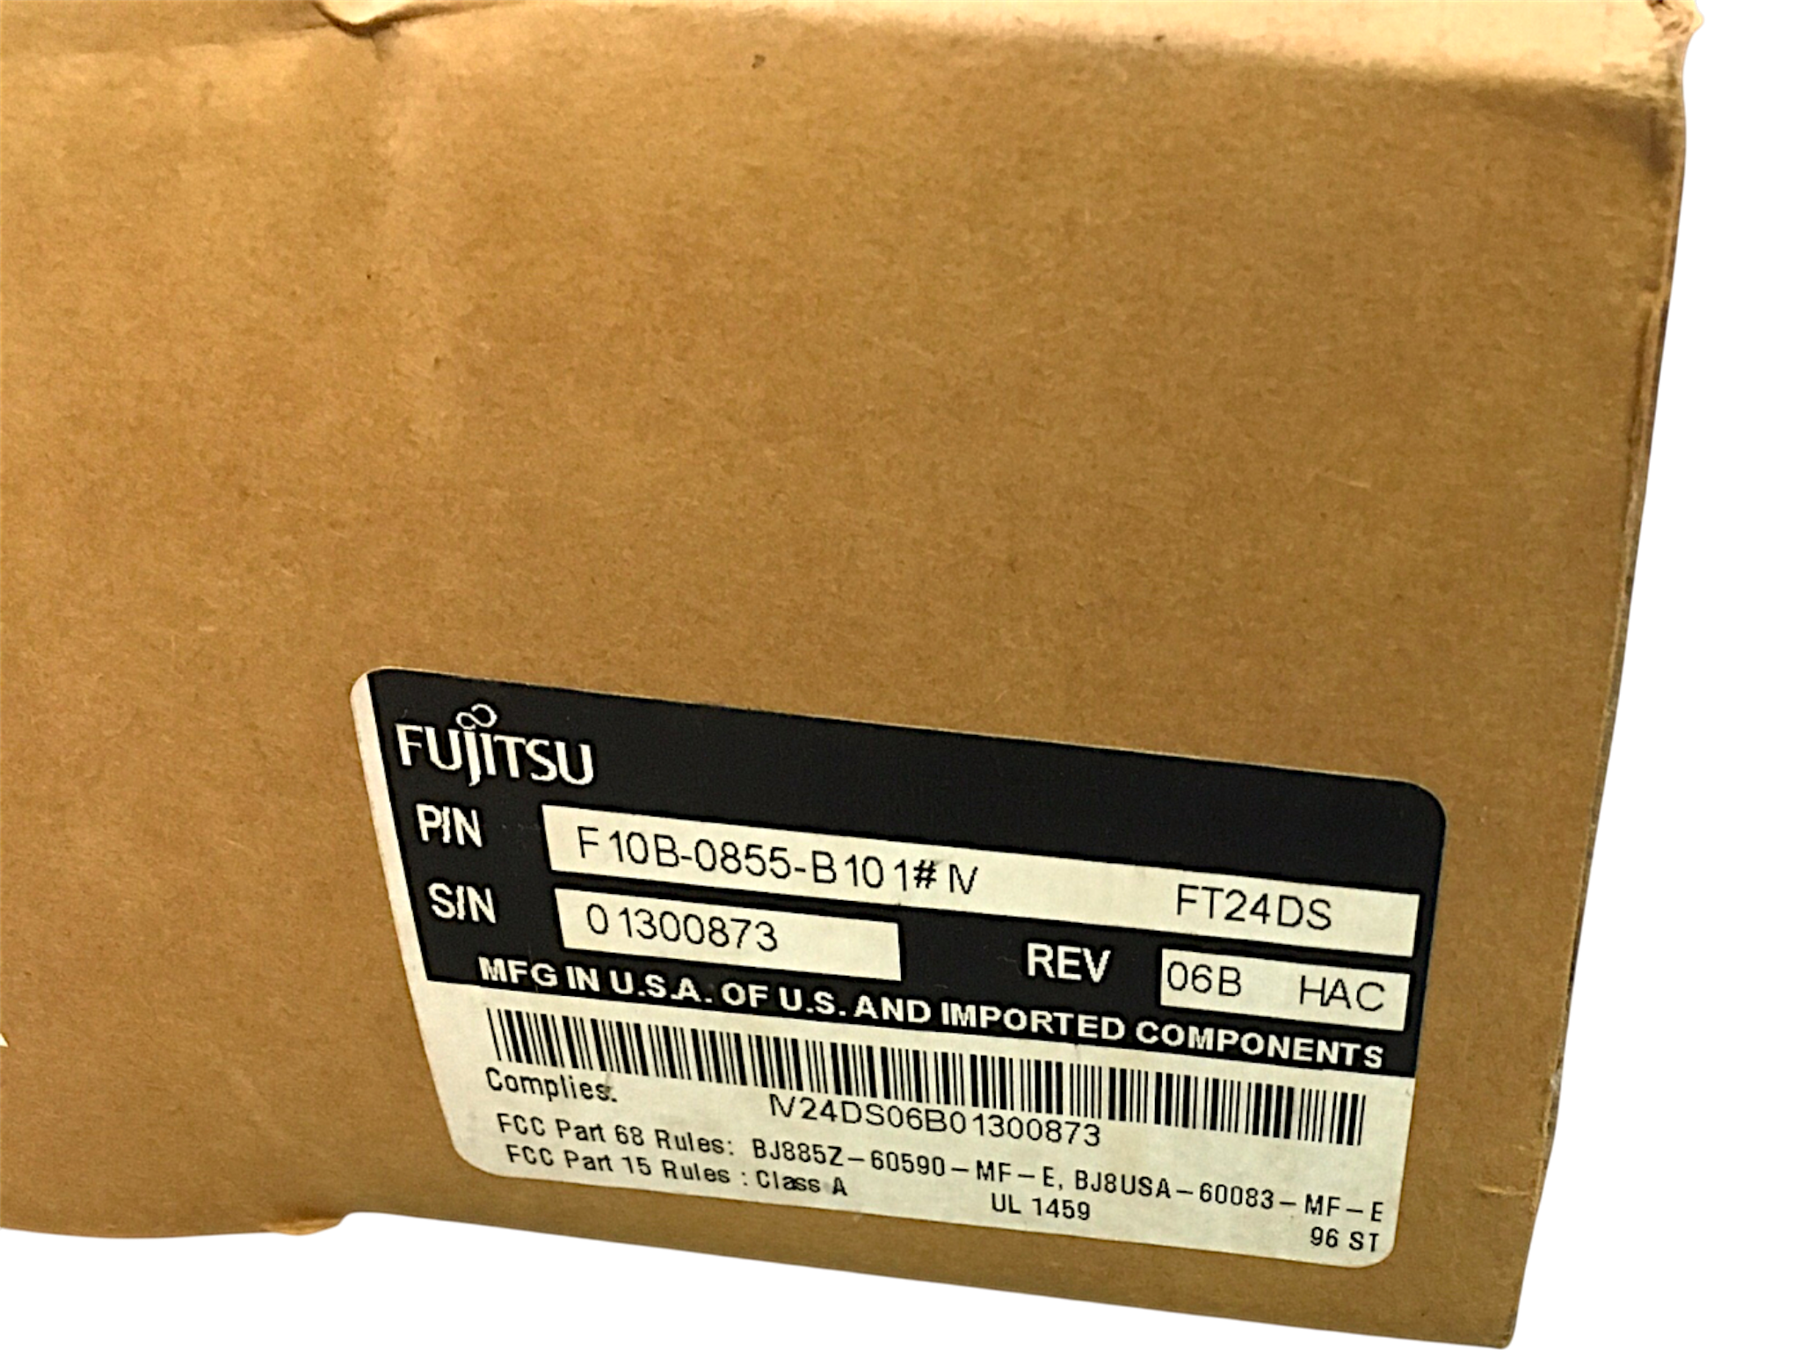 FUJITSU
P/N F10B-0855-B101# IV FT24DS
S/N 01300873 REV 06B HAC
MFG IN U.S.A. OF U.S. AND IMPORTED COMPONENTS
IV24DS06B01300873
Complies:
FCC Part 68 Rules: BJ885Z-60590-MF-E, BJ8USA-60083-MF-E
FCC Part 15 Rules : Class A UL 1459
96 ST